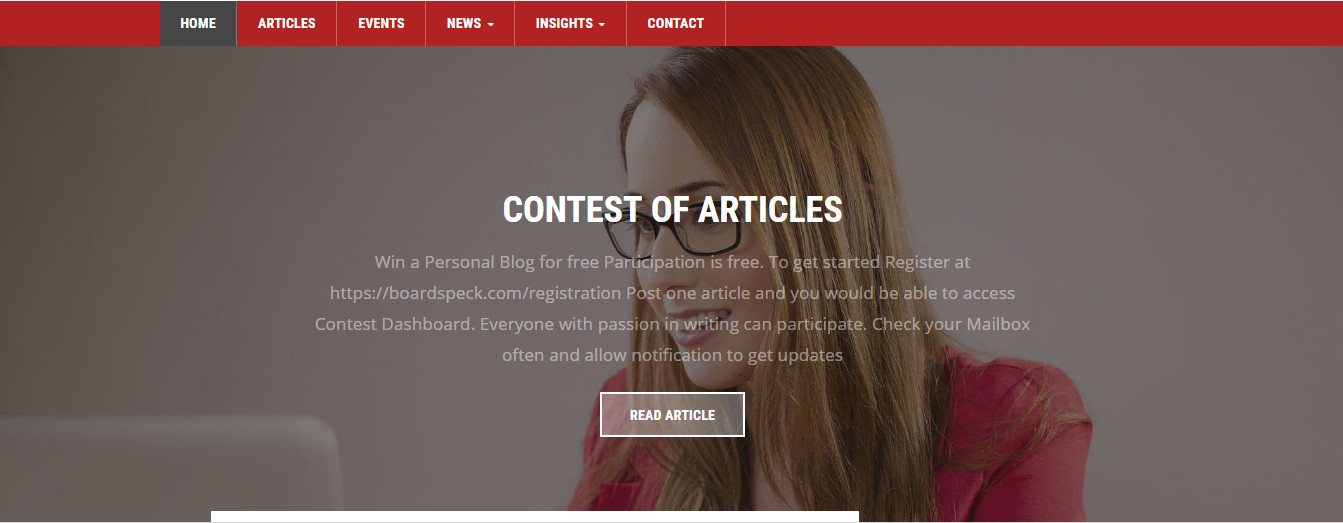 HOME ARTICLES EVENTS NEWS INSIGHTS CONTACT
CONTEST OF ARTICLES
Win a Personal Blog for free Participation is free. To get started Register at
https://boardspeck.com/registration Post one article and you would be able to access
Contest Dashboard. Everyone with passion in writing can participate. Check your Mailbox
often and allow notification to get updates
READ ARTICLE